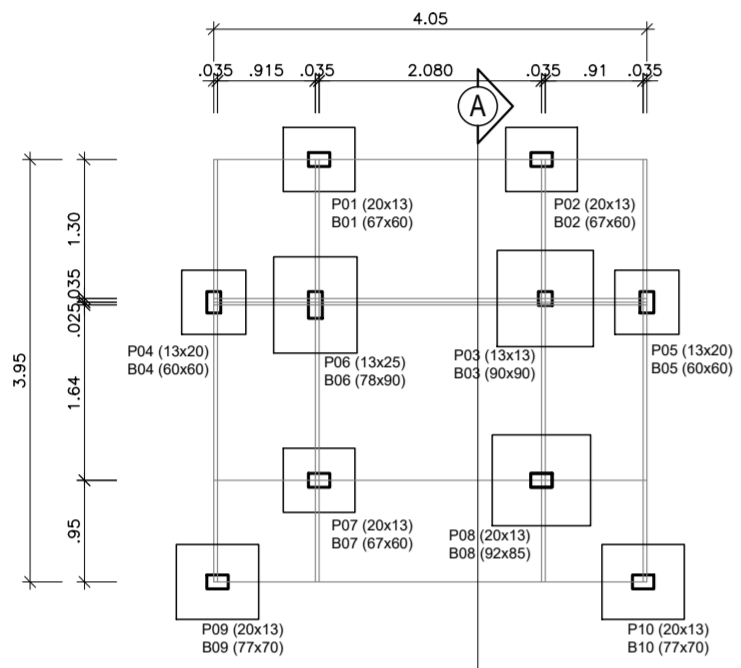 4.05
.035 .915 .035 2.080 .035 .91 .035
A
P01 (20x13)
B01 (67x60)
P02 (20x13)
B02 (67x60)
1.30
.035
.025
3.95
P04 (13x20)
B04 (60x60)
P06 (13x25)
B06 (78x90)
P03 (13x13)
B03 (90x90)
P05 (13x20)
B05 (60x60)
1.64
P07 (20x13)
B07 (67x60)
P08 (20x13)
B08 (92x85)
.95
P09 (20x13)
B09 (77x70)
P10 (20x13)
B10 (77x70)